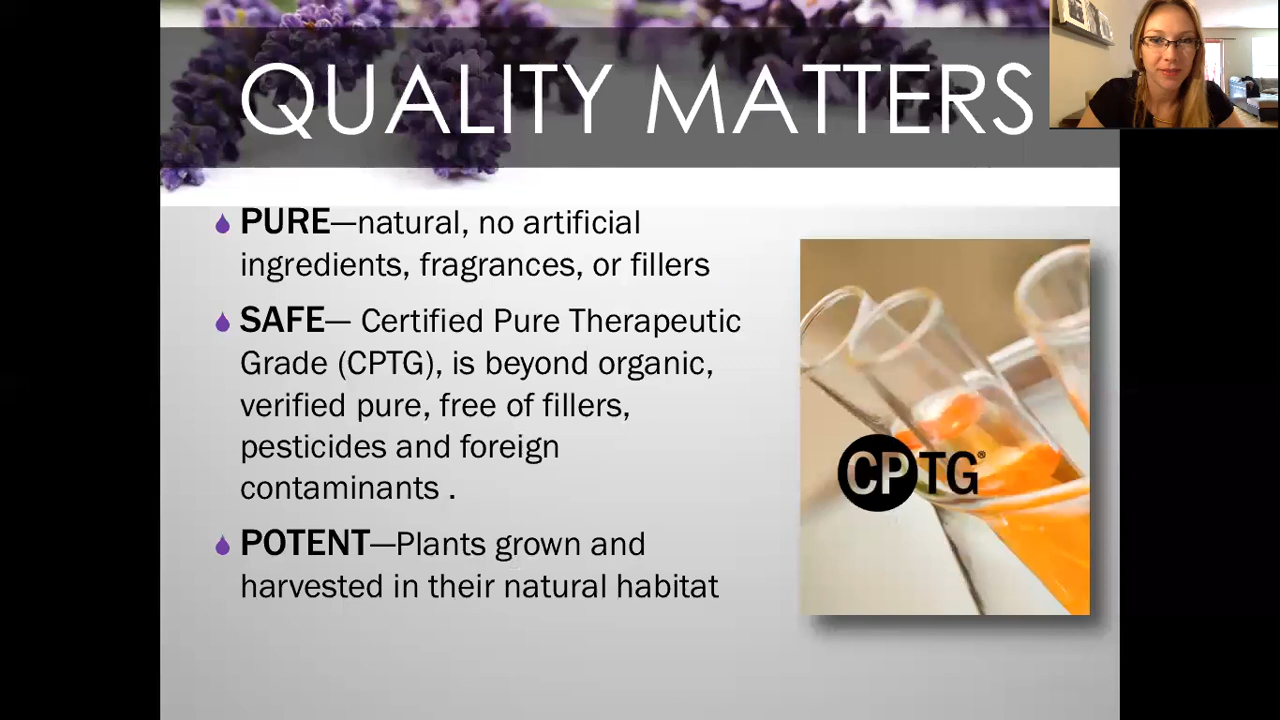 QUALITY MATTERS
PURE—natural, no artificial
ingredients, fragrances, or fillers
SAFE— Certified Pure Therapeutic
Grade (CPTG), is beyond organic,
verified pure, free of fillers,
pesticides and foreign
contaminants .
POTENT—Plants grown and
harvested in their natural habitat
CPTG®